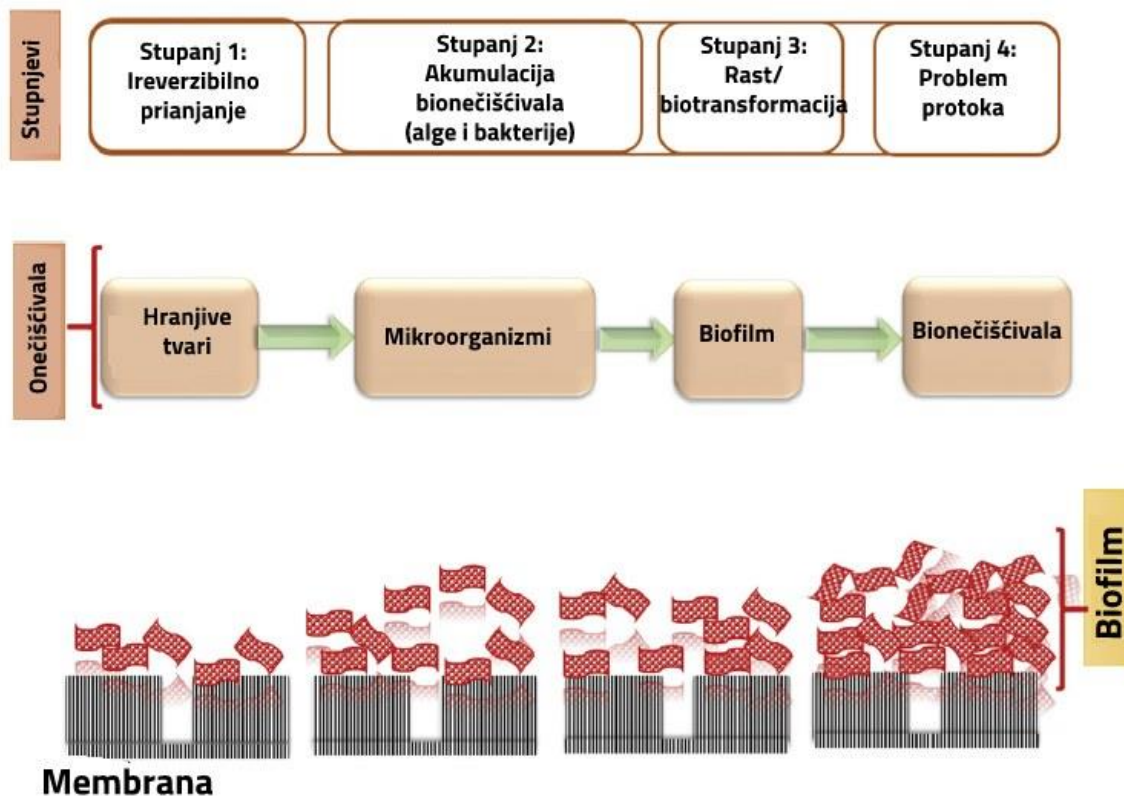 Stupnjevi
Stupanj 1:
Ireverzibilno
prianjanje
Stupanj 2:
Akumulacija
bionečišćivala
(alge i bakterije)
Stupanj 3:
Rast/
biotransformacija
Stupanj 4:
Problem
protoka
Onečišćivala
Hranjive
tvari
Mikroorganizmi
Biofilm
Bionečišćivala
Biofilm
Membrana